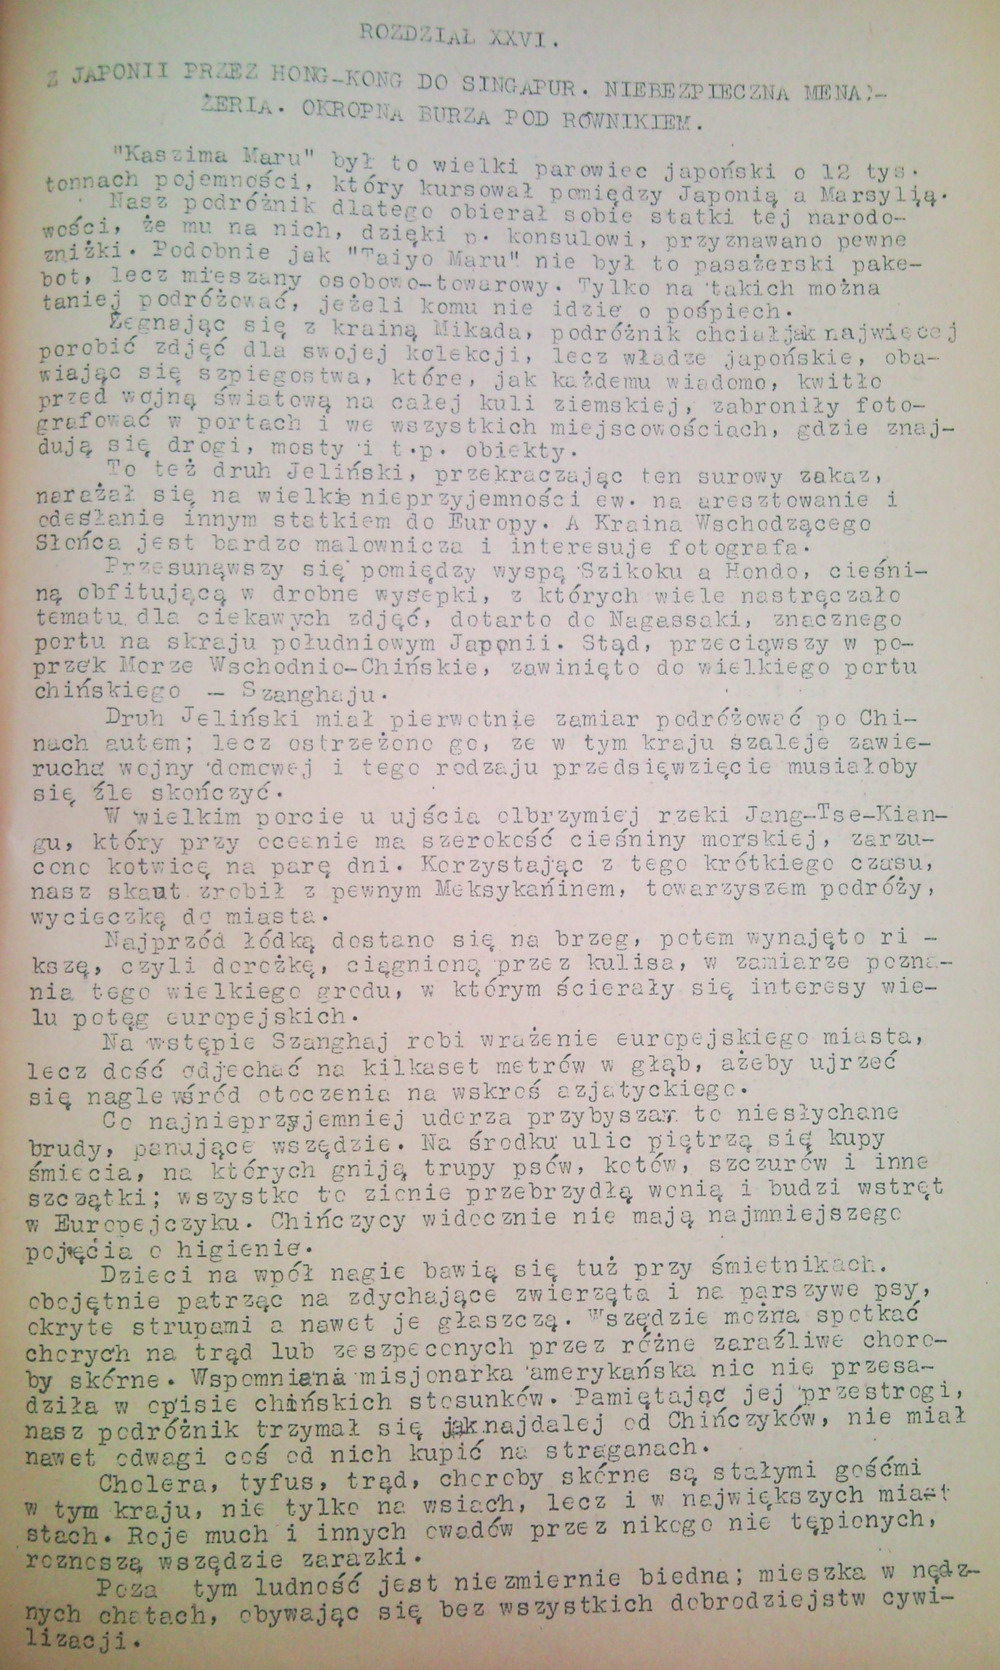 ROZDZIAŁ XXVI.
Z JAPONII PRZEZ HONG-KONG DO SINGAPUR. NIEBEZPIECZNA MENA-
ŻERIA. OKROPNA BURZA POD RÓWNIKIEM.
"Kaszima Maru" był to wielki parowiec japoński o 12 tys.
tonnach pojemności, który kursował pomiędzy Japonią a Marsylią.
Nasz podróżnik dlatego obierał sobie statki tej narodo-
wości, że mu na nich, dzięki p. konsulowi, przyznawano pewne
zniżki. Podobnie jak "Taiyo Maru" nie był to pasażerski pake-
bot, lecz mieszany osobowo-towarowy. Tylko na takich można
taniej podróżować, jeżeli komu nie idzie o pośpiech.
Żegnając się z krainą Mikada, podróżnik chciał jak najwięcej
porobić zdjęć dla swojej kolekcji, lecz władze japońskie, oba-
wiając się szpiegostwa, które, jak każdemu wiadomo, kwitło
przed wojną światową na całej kuli ziemskiej, zabroniły foto-
grafować w portach i we wszystkich miejscowościach, gdzie znaj-
dują się drogi, mosty i t.p. obiekty.
To też druh Jeliński, przekraczając ten surowy zakaz,
narażał się na wielkie nieprzyjemności ew. na aresztowanie i
odesłanie innym statkiem do Europy. A Kraina Wschodzącego
Słońca jest bardzo malownicza i interesuje fotografa.
Przesunąwszy się pomiędzy wyspą Szikoku a Hondo, cieśni-
ną obfitującą w drobne wysepki, z których wiele nastręczało
tematu dla ciekawych zdjęć, dotarto do Nagassaki, znacznego
portu na skraju południowym Japonii. Stąd, przeciąwszy w po-
przek Morze Wschodnio-Chińskie, zawinięto do wielkiego portu
chińskiego — Szanghaju.
Druh Jeliński miał pierwotnie zamiar podróżować po Chi-
nach autem; lecz ostrzeżono go, ze w tym kraju szaleje zawie-
rucha wojny domowej i tego rodzaju przedsięwzięcie musiałoby
się źle skończyć.
W wielkim porcie u ujścia olbrzymiej rzeki Jang-Tse-Kian-
gu, który przy oceanie ma szerokość cieśniny morskiej, zarzu-
cono kotwicę na parę dni. Korzystając z tego krótkiego czasu,
nasz skaut zrobił z pewnym Meksykaninem, towarzyszem podróży,
wycieczkę do miasta.
Najprzód łódką dostano się na brzeg, potem wynajęto ri -
kszę, czyli dorożkę, ciągnioną przez kulisa, w zamiarze pozna-
nia tego wielkiego grodu, w którym ścierały się interesy wie-
lu potęg europejskich.
Na wstępie Szanghaj robi wrażenie europejskiego miasta,
lecz dość odjechać na kilkaset metrów w głąb, ażeby ujrzeć
się nagle wśród otoczenia na wskroś azjatyckiego.
Co najnieprzyjemniej uderza przybysza, to niesłychane
brudy, panujące wszędzie. Na środku ulic piętrzą się kupy
śmiecia, na których gniją trupy psów, kotów, szczurów i inne
szczątki; wszystko to zionie przebrzydłą wonią i budzi wstręt
w Europejczyku. Chińczycy widocznie nie mają najmniejszego
pojęcia o higienie.
Dzieci na wpół nagie bawią się tuż przy śmietnikach.
obojętnie patrząc na zdychające zwierzęta i na parszywe psy,
okryte strupami a nawet je głaszczą. Wszędzie można spotkać
chorych na trąd lub zeszpeconych przez różne zaraźliwe choro-
by skórne. Wspomniana misjonarka amerykańska nic nie przesa-
dziła w opisie chińskich stosunków. Pamiętając jej przestrogi,
nasz podróżnik trzymał się jak najdalej od Chińczyków, nie miał
nawet odwagi coś od nich kupić na straganach.
Cholera, tyfus, trąd, choroby skórne są stałymi gośćmi
w tym kraju, nie tylko na wsiach, lecz i w największych miast
stach. Roje much i innych owadów przez nikogo nie tępionych,
roznoszą wszędzie zarazki.
Poza tym ludność jest niezmiernie biedna; mieszka w nędz-
nych chatach, obywając się bez wszystkich dobrodziejstw cywi-
lizacji.